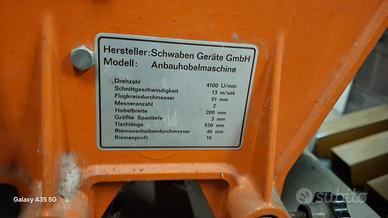 Hersteller: Schwaben Geräte GmbH
Modell: Anbauhobelmaschine
Drehzahl 4100 U/min
Schnittgeschwindigkeit 13 m/sek
Flugkreisdurchmesser 61 mm
Messeranzahl 2
Hobelbreite 200 mm
Größte Spantiefe 3 mm
Tischlänge 520 mm
Riemenscheibendurchmesser 46 mm
Riemenprofil 10
Galaxy A35 5G
subito